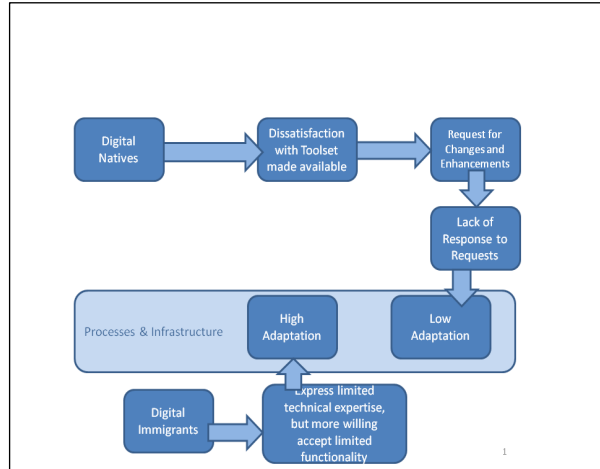 Digital
Natives
Dissatisfaction
with Toolset
made available
Request for
Changes and
Enhancements
Lack of
Response to
Requests
Processes & Infrastructure
High
Adaptation
Low
Adaptation
Digital
Immigrants
Express limited
technical expertise,
but more willing
accept limited
functionality
1